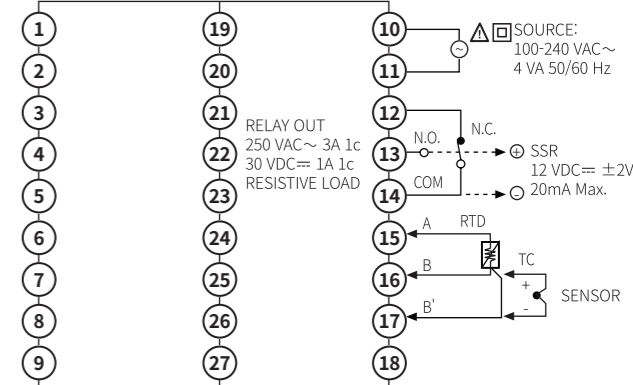 1
19
10
SOURCE:
100-240 VAC~
4 VA 50/60 Hz
2
20
11
3
21
12
RELAY OUT
250 VAC~ 3A 1c
30 VDC⎓ 1A 1c
RESISTIVE LOAD
N.O.
N.C.
4
22
13
SSR
12 VDC⎓ ±2V
20mA Max.
COM
5
23
14
6
24
15
A
RTD
7
25
16
B
TC
+
-
SENSOR
8
26
17
B'
9
27
18